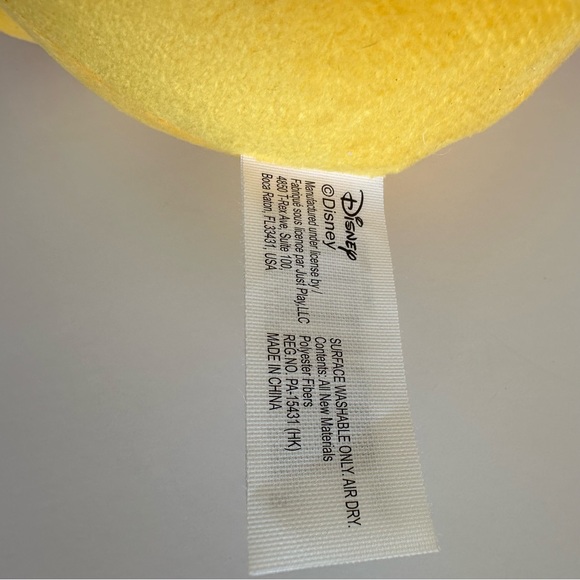 Disney
©Disney
Manufactured under license by /
Fabriqué sous licence par Just Play,LLC
4850 T-Rex Ave, Suite 100,
Boca Raton, FL33431, USA
SURFACE WASHABLE ONLY. AIR DRY.
Contents: All New Materials
Polyester Fibers
REG.NO. PA-15431 (HK)
MADE IN CHINA